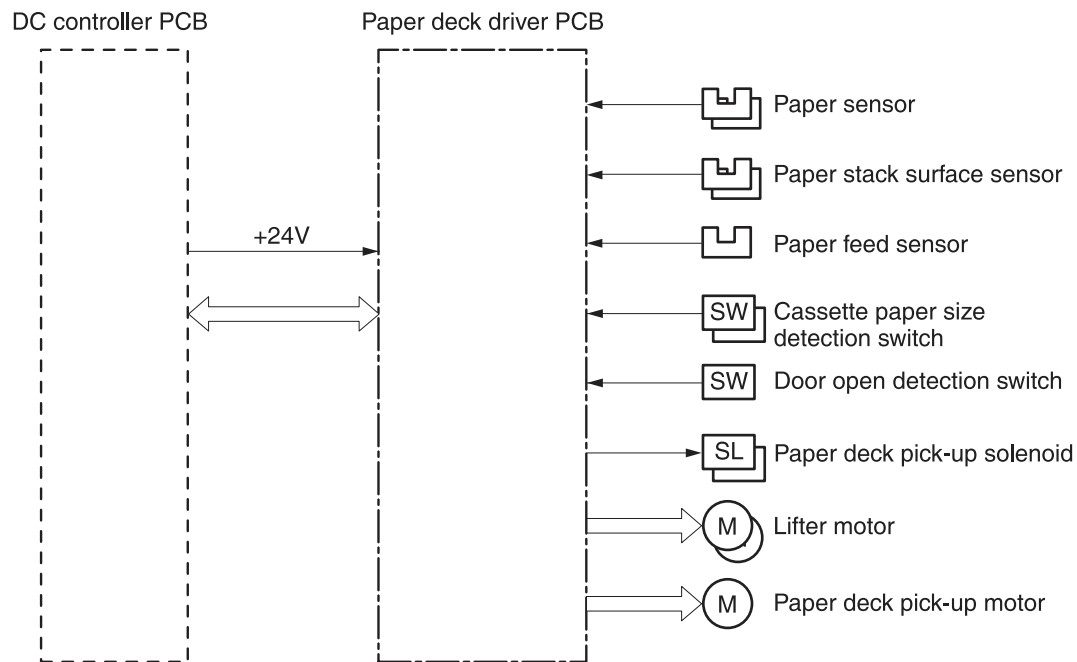 DC controller PCB
Paper deck driver PCB
Paper sensor
Paper stack surface sensor
+24V
Paper feed sensor
SW
Cassette paper size
detection switch
SW
Door open detection switch
SL
Paper deck pick-up solenoid
M
Lifter motor
M
Paper deck pick-up motor